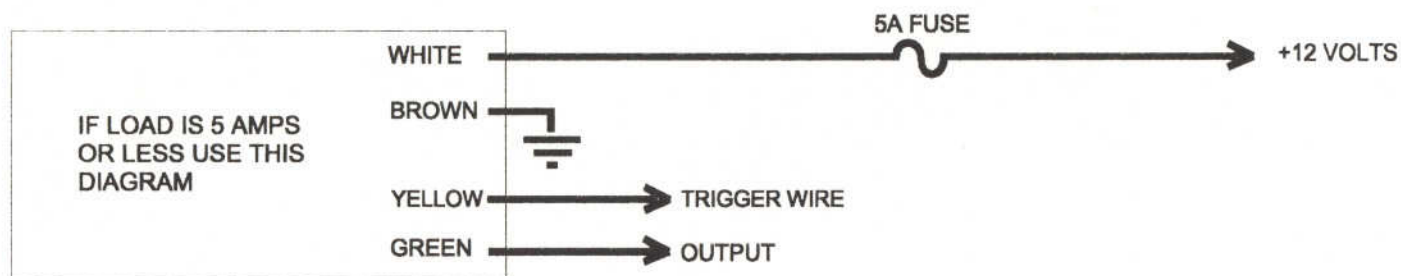 5A FUSE
WHITE
+12 VOLTS
BROWN
IF LOAD IS 5 AMPS
OR LESS USE THIS
DIAGRAM
YELLOW
TRIGGER WIRE
GREEN
OUTPUT